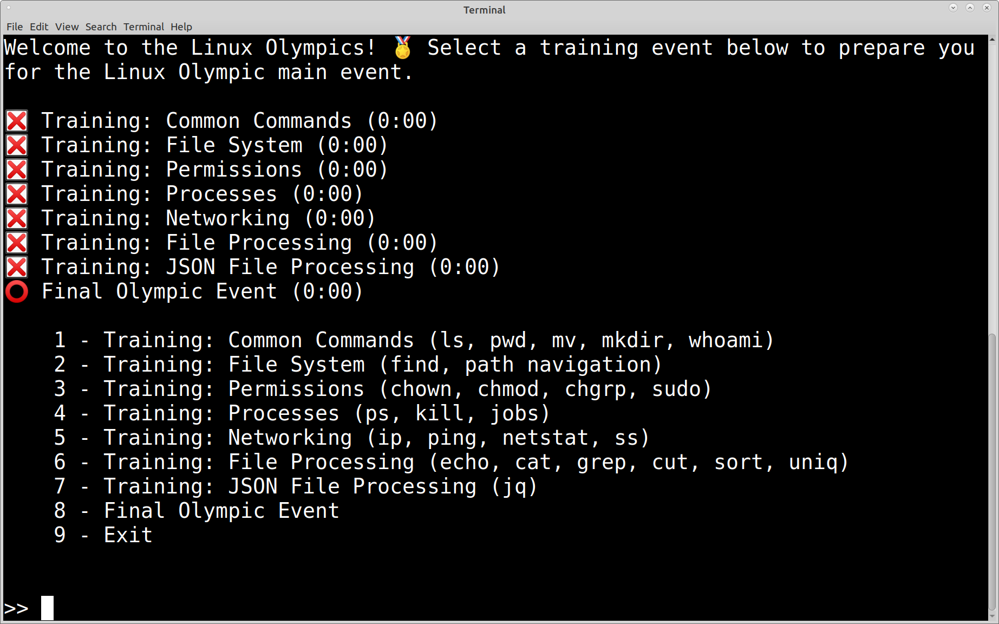 Terminal
File Edit View Search Terminal Help
Welcome to the Linux Olympics! 🏅 Select a training event below to prepare you
for the Linux Olympic main event.
❌ Training: Common Commands (0:00)
❌ Training: File System (0:00)
❌ Training: Permissions (0:00)
❌ Training: Processes (0:00)
❌ Training: Networking (0:00)
❌ Training: File Processing (0:00)
❌ Training: JSON File Processing (0:00)
⭕ Final Olympic Event (0:00)
1 - Training: Common Commands (ls, pwd, mv, mkdir, whoami)
2 - Training: File System (find, path navigation)
3 - Training: Permissions (chown, chmod, chgrp, sudo)
4 - Training: Processes (ps, kill, jobs)
5 - Training: Networking (ip, ping, netstat, ss)
6 - Training: File Processing (echo, cat, grep, cut, sort, uniq)
7 - Training: JSON File Processing (jq)
8 - Final Olympic Event
9 - Exit
>>